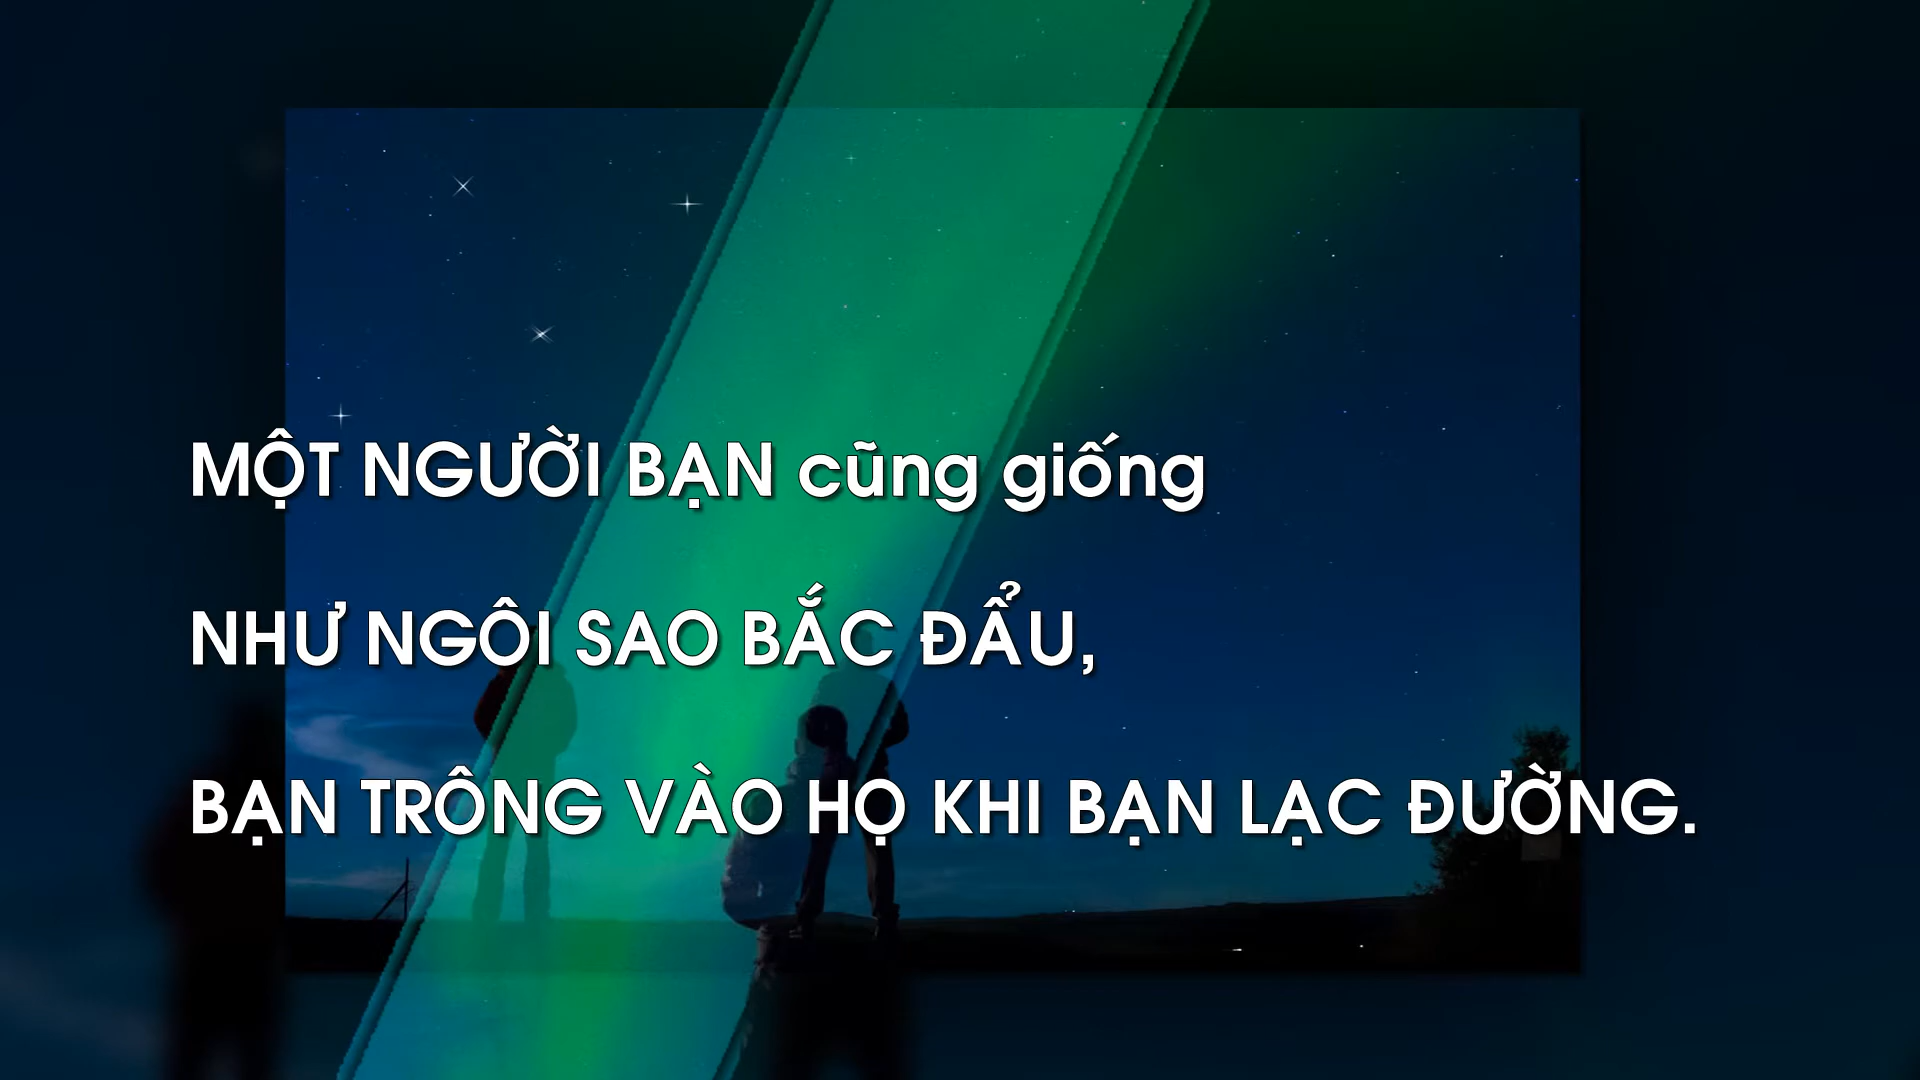 MỘT NGƯỜI BẠN cũng giống
NHƯ NGÔI SAO BẮC ĐẨU,
BẠN TRÔNG VÀO HỌ KHI BẠN LẠC ĐƯỜNG.